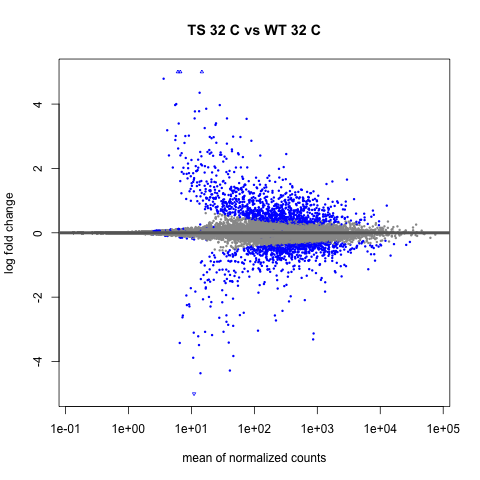 TS 32 C vs WT 32 C
log fold change
4
2
0
-2
-4
1e-01 1e+00 1e+01 1e+02 1e+03 1e+04 1e+05
mean of normalized counts